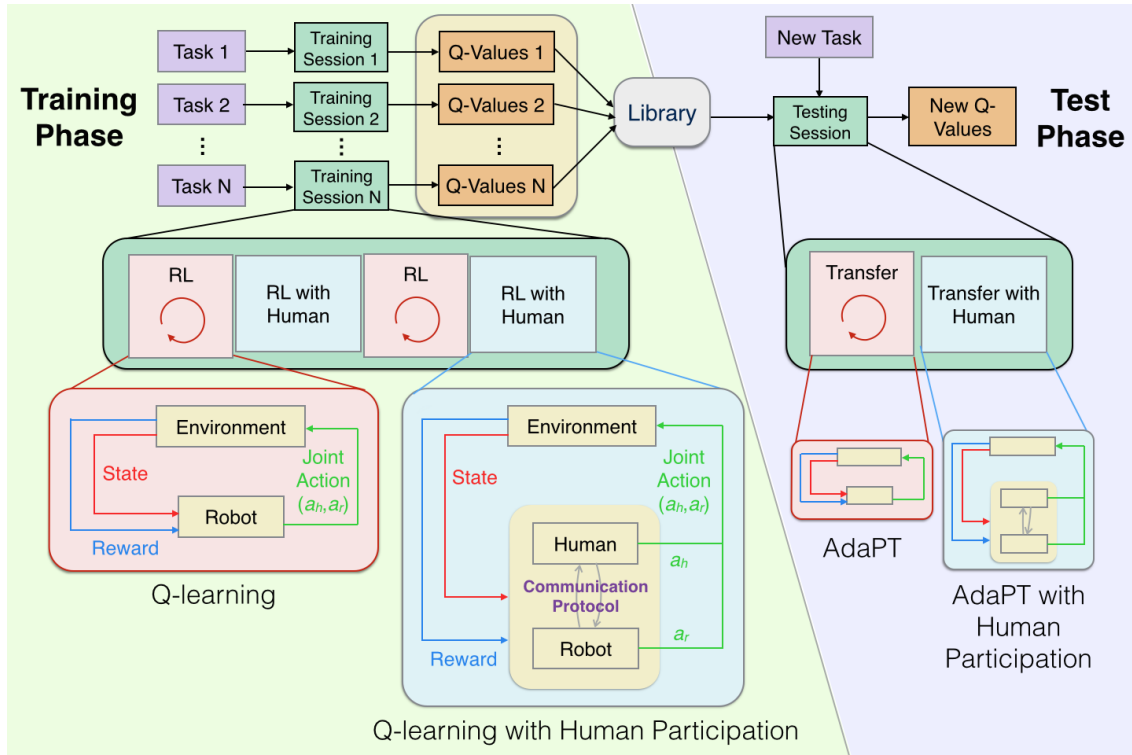 Training
Phase
Task 1
Training
Session 1
Q-Values 1
Task 2
Training
Session 2
Q-Values 2
Task N
Training
Session N
Q-Values N
Library
New Task
Testing
Session
New Q-
Values
Test
Phase
RL
RL with
Human
RL
RL with
Human
Transfer
Transfer with
Human
Environment
State
Joint
Action
(aₕ,aᵣ)
Robot
Reward
Q-learning
Environment
State
Joint
Action
(aₕ,aᵣ)
Human
aₕ
Communication
Protocol
Robot
aᵣ
Reward
Q-learning with Human Participation
AdaPT
AdaPT with
Human
Participation